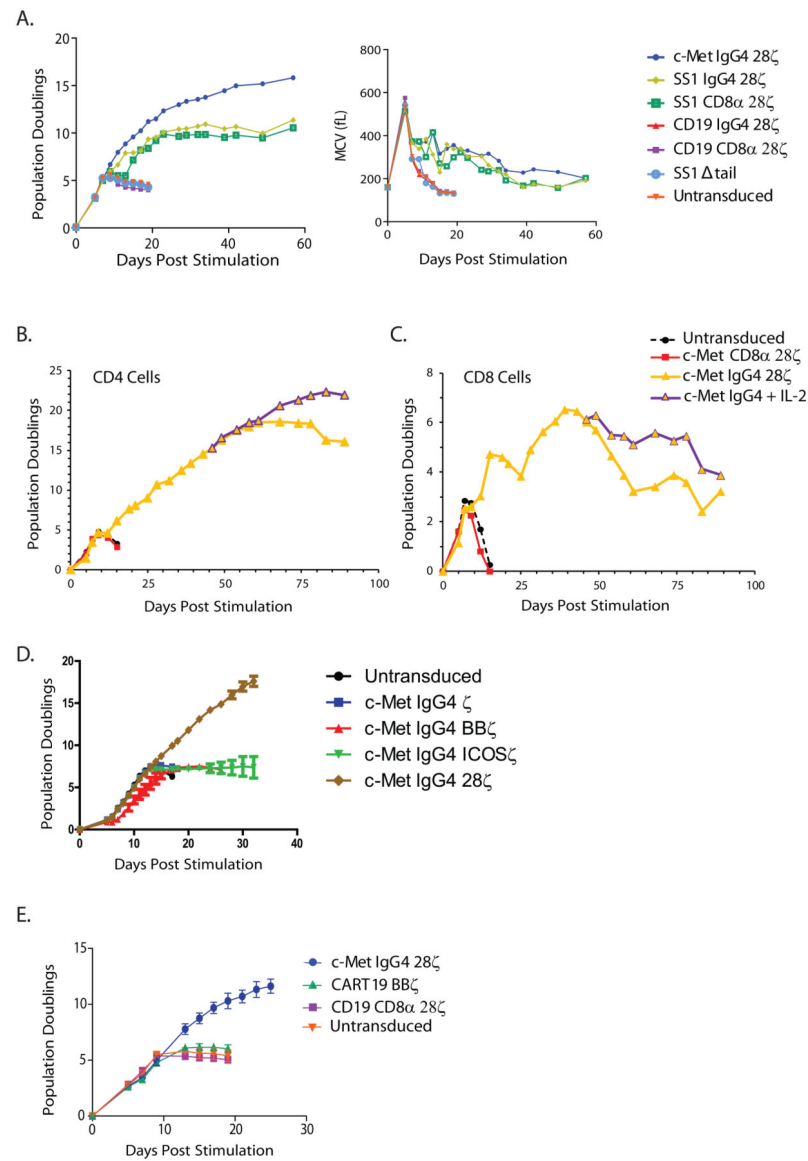 A.
Population Doublings
20
15
10
5
0
0 20 40 60
Days Post Stimulation
MCV (fL)
800
600
400
200
0
0 20 40 60
Days Post Stimulation
c-Met IgG4 28ζ
SS1 IgG4 28ζ
SS1 CD8α 28ζ
CD19 IgG4 28ζ
CD19 CD8α 28ζ
SS1 Δtail
Untransduced
B.
CD4 Cells
Population Doublings
25
20
15
10
5
0
0 25 50 75 100
Days Post Stimulation
C.
CD8 Cells
Population Doublings
8
6
4
2
0
0 25 50 75 100
Days Post Stimulation
Untransduced
c-Met CD8α 28ζ
c-Met IgG4 28ζ
c-Met IgG4 + IL-2
D.
Population Doublings
20
15
10
5
0
0 10 20 30 40
Days Post Stimulation
Untransduced
c-Met IgG4 ζ
c-Met IgG4 BBζ
c-Met IgG4 ICOSζ
c-Met IgG4 28ζ
E.
Population Doublings
15
10
5
0
0 10 20 30
Days Post Stimulation
c-Met IgG4 28ζ
CART19 BBζ
CD19 CD8α 28ζ
Untransduced